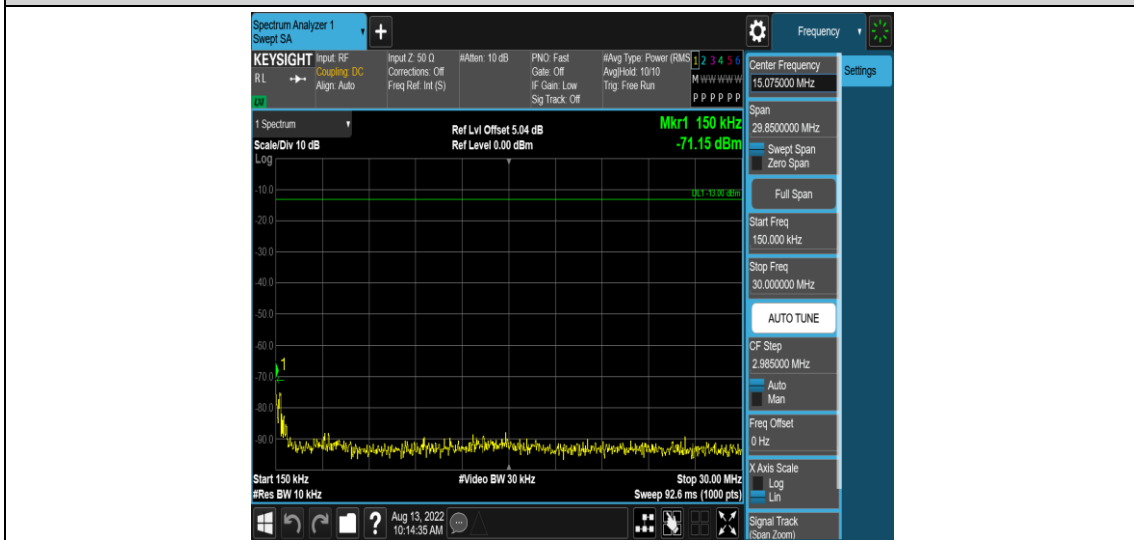 Spectrum Analyzer 1
Swept SA
Frequency
KEYSIGHT
RL
Input: RF
Coupling: DC
Align: Auto
Input Z: 50 Ω
Corrections: Off
Freq Ref: Int (S)
#Atten: 10 dB
PNO: Fast
Gate: Off
IF Gain: Low
Sig Track: Off
#Avg Type: Power (RMS
Avg|Hold: 10/10
Trig: Free Run
1 2 3 4 5 6
M W W W W W
P P P P P P
Center Frequency
15.075000 MHz
Settings
1 Spectrum
Scale/Div 10 dB
Ref Lvl Offset 5.04 dB
Ref Level 0.00 dBm
Mkr1 150 kHz
-71.15 dBm
Span
29.8500000 MHz
Swept Span
Zero Span
Full Span
Start Freq
150.000 kHz
Stop Freq
30.000000 MHz
AUTO TUNE
CF Step
2.985000 MHz
Auto
Man
Freq Offset
0 Hz
X Axis Scale
Log
Lin
Signal Track
(Span Zoom)
Log
DL1 -13.00 dBm
-10.0
-20.0
-30.0
-40.0
-50.0
-60.0
1
-70.0
-80.0
-90.0
Start 150 kHz
#Res BW 10 kHz
#Video BW 30 kHz
Stop 30.00 MHz
Sweep 92.6 ms (1000 pts)
?
Aug 13, 2022
10:14:35 AM